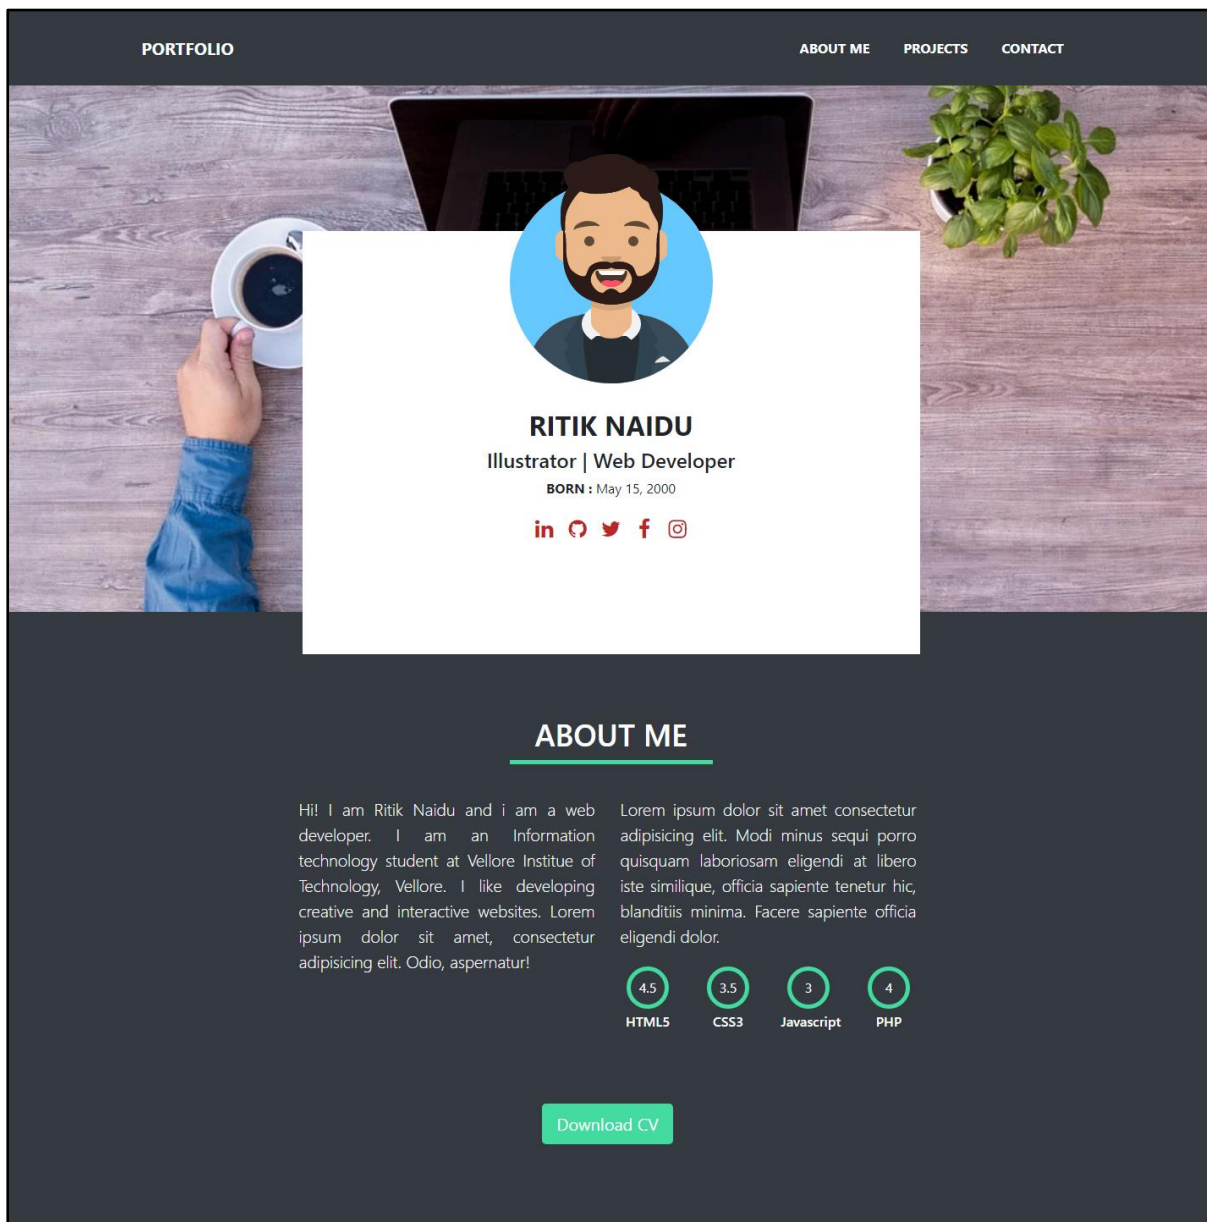 PORTFOLIO
ABOUT ME PROJECTS CONTACT
RITIK NAIDU
Illustrator | Web Developer
BORN : May 15, 2000
ABOUT ME
Hi! I am Ritik Naidu and i am a web
developer. I am an Information
technology student at Vellore Institue of
Technology, Vellore. I like developing
creative and interactive websites. Lorem
ipsum dolor sit amet, consectetur
adipisicing elit. Odio, aspernatur!
Lorem ipsum dolor sit amet consectetur
adipisicing elit. Modi minus sequi porro
quisquam laboriosam eligendi at libero
iste similique, officia sapiente tenetur hic,
blanditiis minima. Facere sapiente officia
eligendi dolor.
4.5 3.5 3 4
HTML5 CSS3 Javascript PHP
Download CV